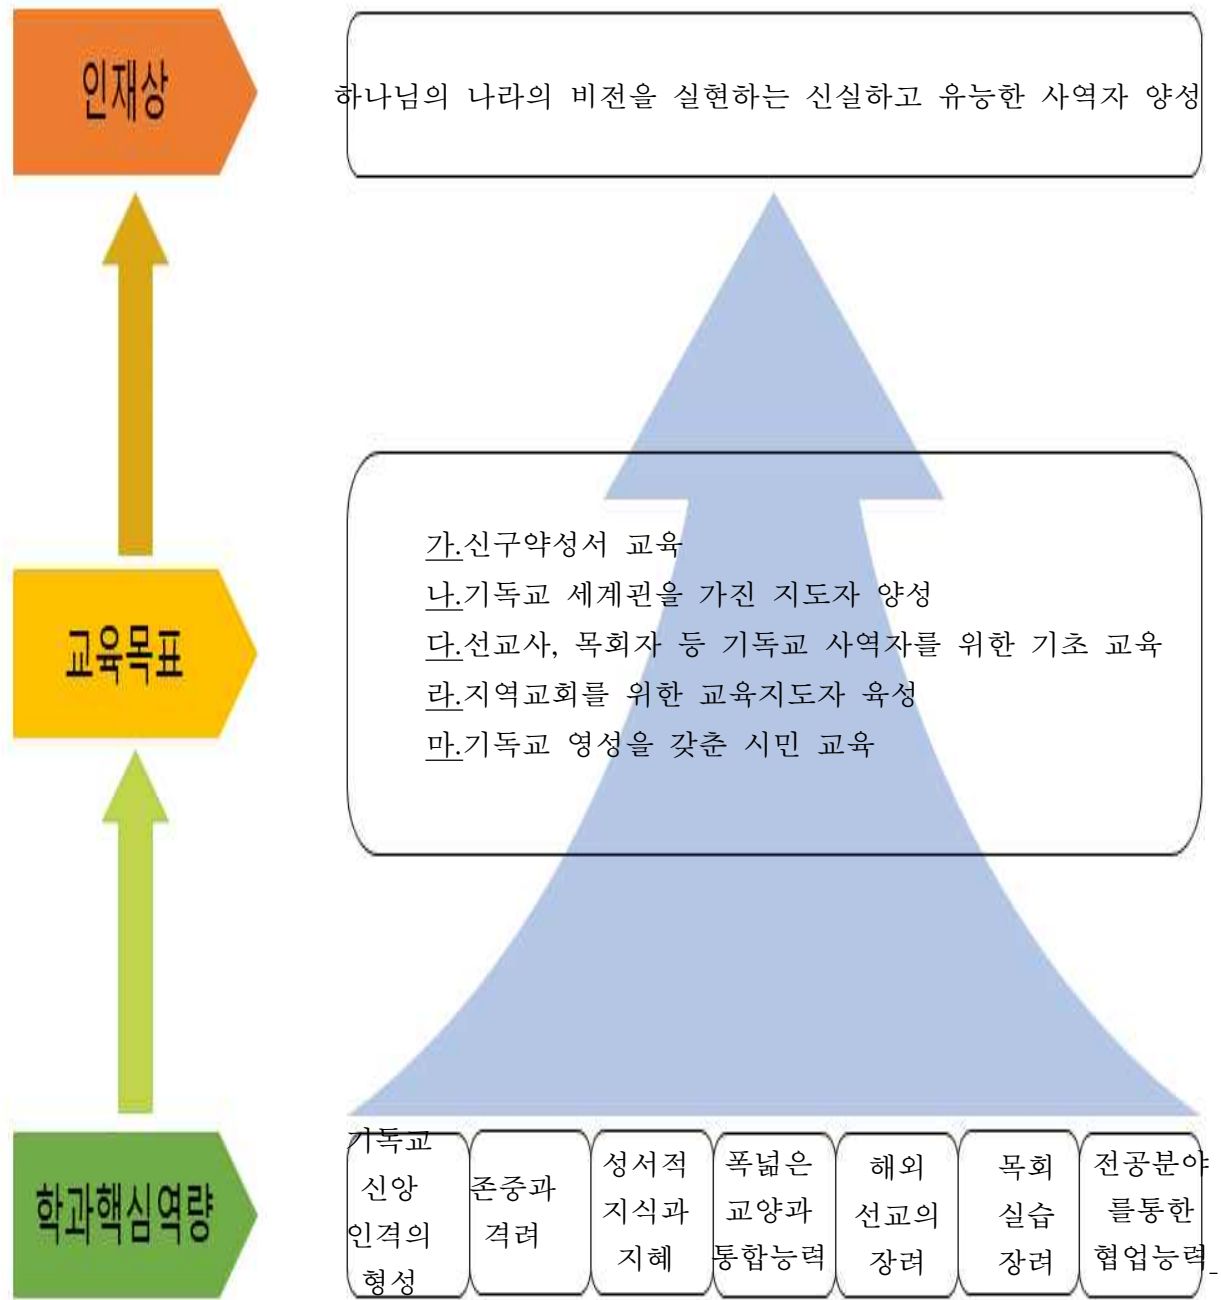 인재상
하나님의 나라의 비전을 실현하는 신실하고 유능한 사역자 양성
교육목표
가.신구약성서 교육
나.기독교 세계관을 가진 지도자 양성
다.선교사, 목회자 등 기독교 사역자를 위한 기초 교육
라.지역교회를 위한 교육지도자 육성
마.기독교 영성을 갖춘 시민 교육
학과핵심역량
기독교
신앙
인격의
형성
존중과
격려
성서적
지식과
지혜
폭넓은
교양과
통합능력
해외
선교의
장려
목회
실습
장려
전공분야
를통한
협업능력